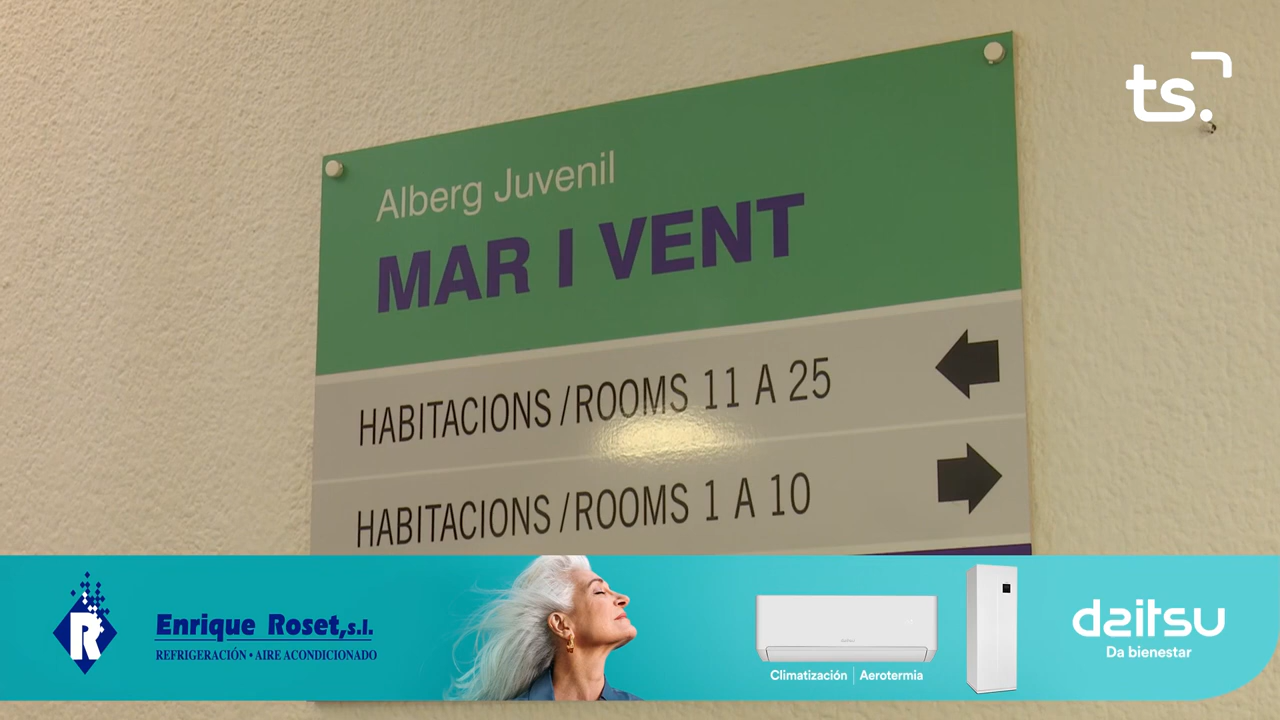 ts.
Alberg Juvenil
MAR I VENT
HABITACIONS / ROOMS 11 A 25
HABITACIONS / ROOMS 1 A 10
R
Enrique Roset, s.l.
REFRIGERACIÓN • AIRE ACONDICIONADO
Climatización | Aerotermia
daitsu
Da bienestar